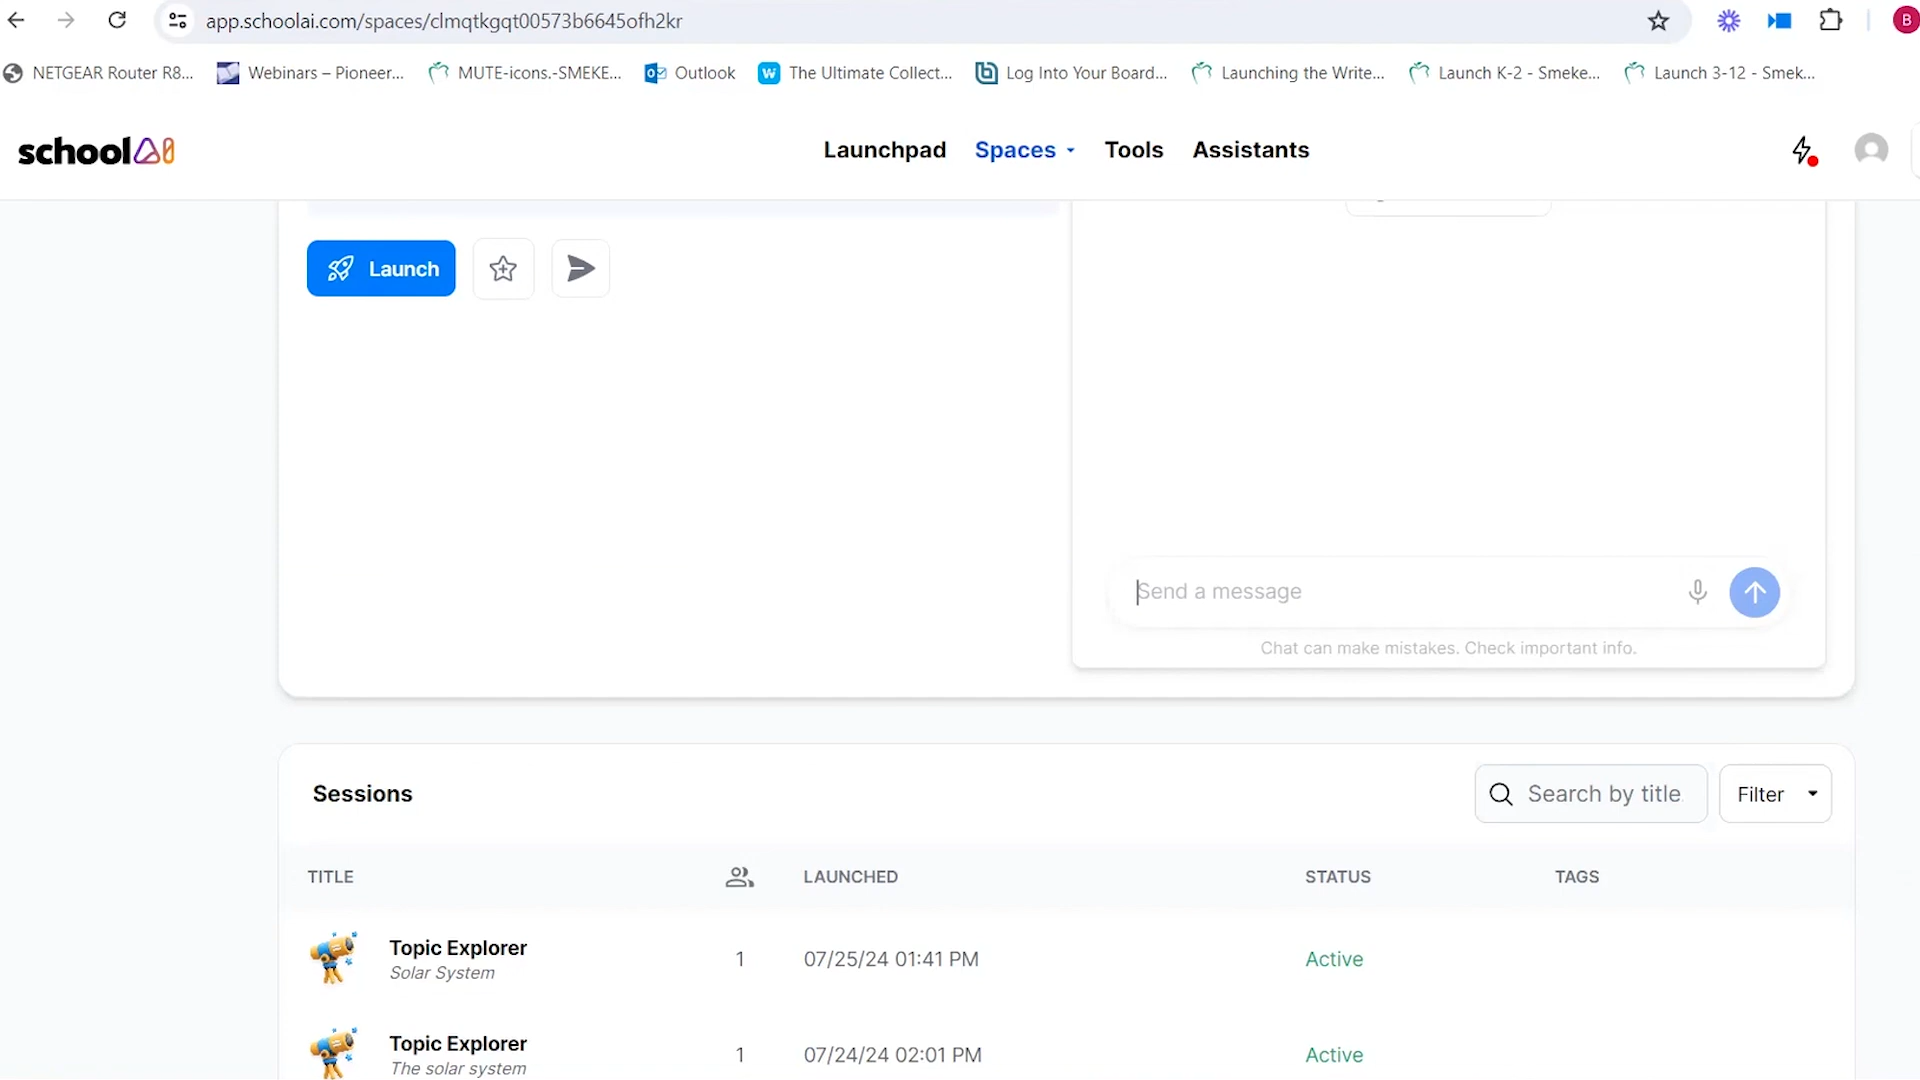 app.schoolai.com/spaces/clmqtkgqt00573b6645ofh2kr
B
NETGEAR Router R8... Webinars – Pioneer... MUTE-icons.-SMEKE... Outlook The Ultimate Collect... Log Into Your Board... Launching the Write... Launch K-2 - Smeke... Launch 3-12 - Smek...
schoolAI Launchpad Spaces Tools Assistants
Launch
Send a message
Chat can make mistakes. Check important info.
Sessions
Search by title
Filter
TITLE LAUNCHED STATUS TAGS
Topic Explorer 1 07/25/24 01:41 PM Active
Solar System
Topic Explorer 1 07/24/24 02:01 PM Active
The solar system